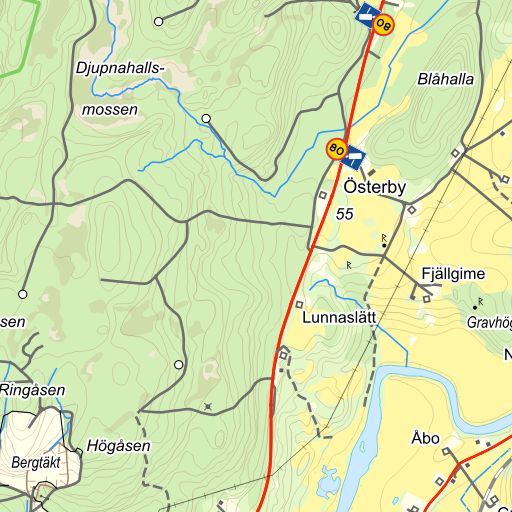 80
Djupnahalls-
Blåhalla
mossen
80
Österby
55
R
R
Fjällgime
R
Lunnaslätt
Gravhög
sen
N
Ringåsen
Högåsen
Åbo
Bergtäkt